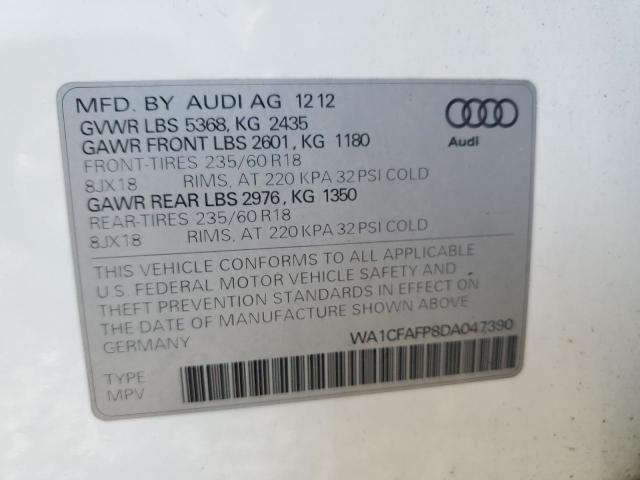 MFD. BY AUDI AG 12 12
GVWR LBS 5368, KG 2435
GAWR FRONT LBS 2601, KG 1180
FRONT-TIRES 235/60 R18
8JX18 RIMS, AT 220 KPA 32 PSI COLD
GAWR REAR LBS 2976, KG 1350
REAR-TIRES 235/60 R18
8JX18 RIMS, AT 220 KPA 32 PSI COLD
Audi
THIS VEHICLE CONFORMS TO ALL APPLICABLE
U.S. FEDERAL MOTOR VEHICLE SAFETY AND
THEFT PREVENTION STANDARDS IN EFFECT ON
THE DATE OF MANUFACTURE SHOWN ABOVE
GERMANY
WA1CFAFP8DA047390
TYPE
MPV